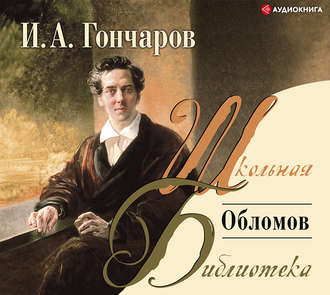 АУДИОКНИГА
И. А. Гончаров
Школьная
Обломов
Библиотека